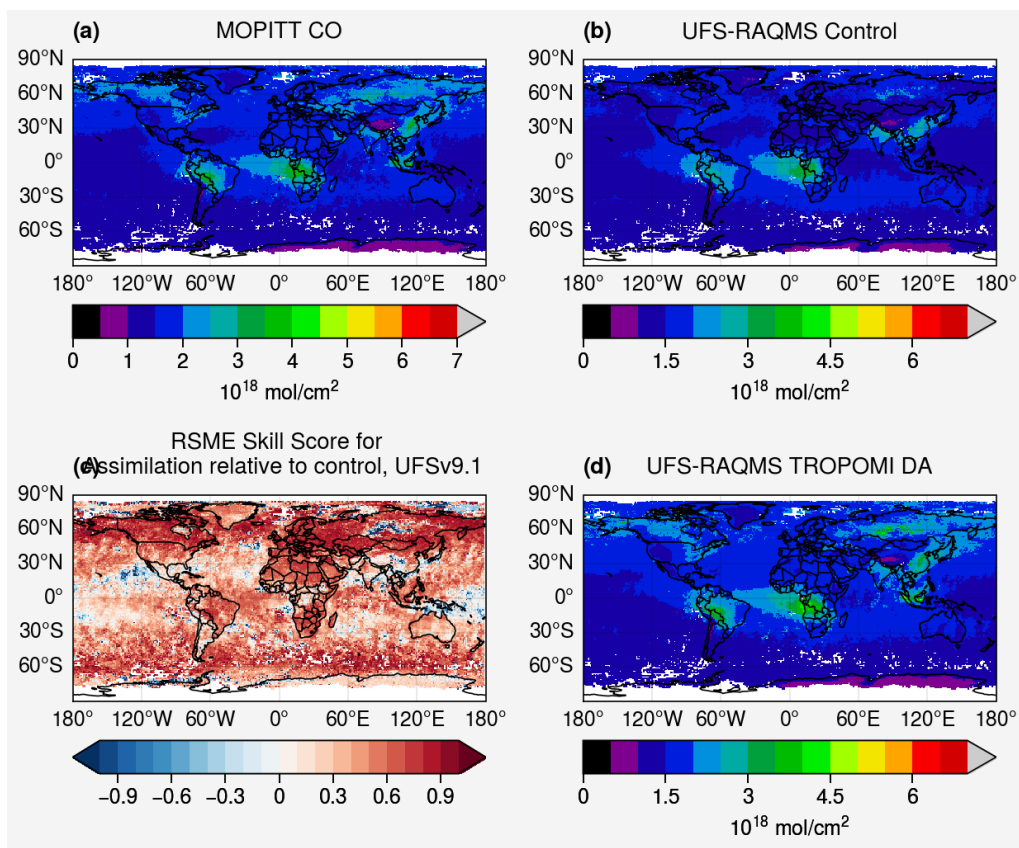 (a) MOPITT CO
90°N
60°N
30°N
0°
30°S
60°S
180° 120°W 60°W 0° 60°E 120°E 180°
0 1 2 3 4 5 6 7
10¹⁸ mol/cm²
(b) UFS-RAQMS Control
90°N
60°N
30°N
0°
30°S
60°S
180° 120°W 60°W 0° 60°E 120°E 180°
0 1.5 3 4.5 6
10¹⁸ mol/cm²
RSME Skill Score for
(c) Assimilation relative to control, UFSv9.1
90°N
60°N
30°N
0°
30°S
60°S
180° 120°W 60°W 0° 60°E 120°E 180°
−0.9 −0.6 −0.3 0 0.3 0.6 0.9
(d) UFS-RAQMS TROPOMI DA
90°N
60°N
30°N
0°
30°S
60°S
180° 120°W 60°W 0° 60°E 120°E 180°
0 1.5 3 4.5 6
10¹⁸ mol/cm²